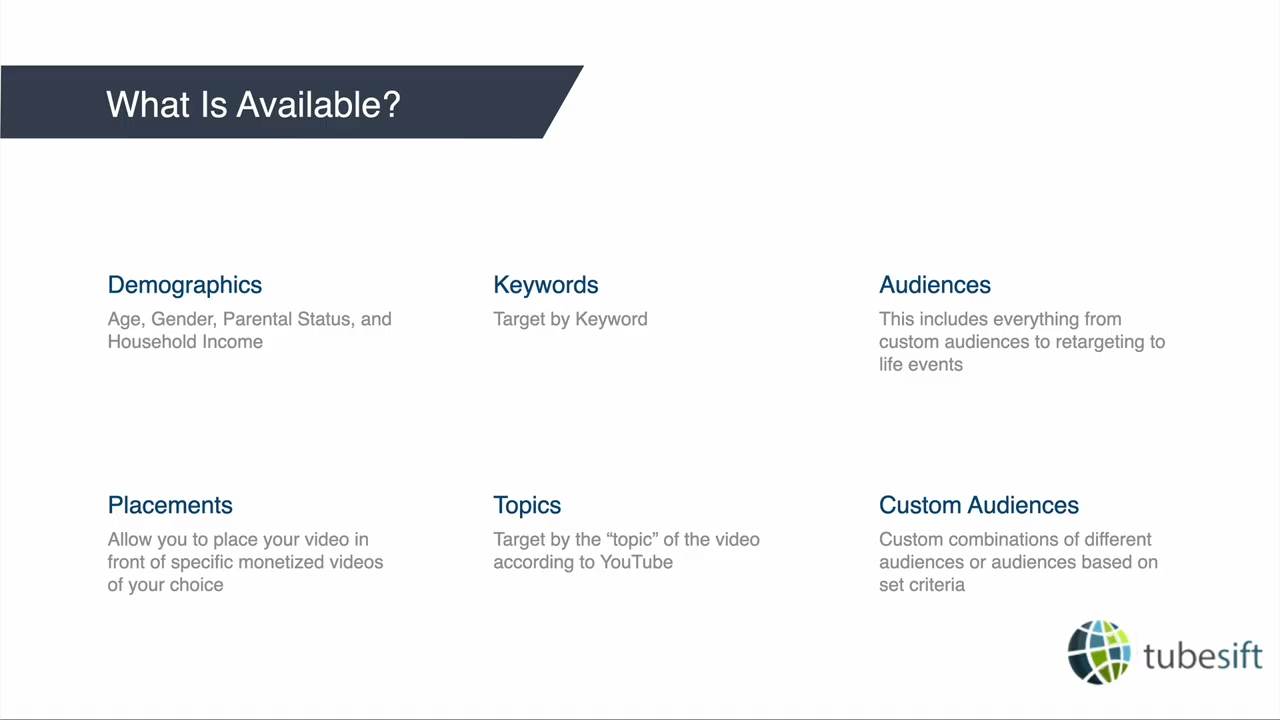 What Is Available?
Demographics
Age, Gender, Parental Status, and
Household Income
Keywords
Target by Keyword
Audiences
This includes everything from
custom audiences to retargeting to
life events
Placements
Allow you to place your video in
front of specific monetized videos
of your choice
Topics
Target by the “topic” of the video
according to YouTube
Custom Audiences
Custom combinations of different
audiences or audiences based on
set criteria
tubesift